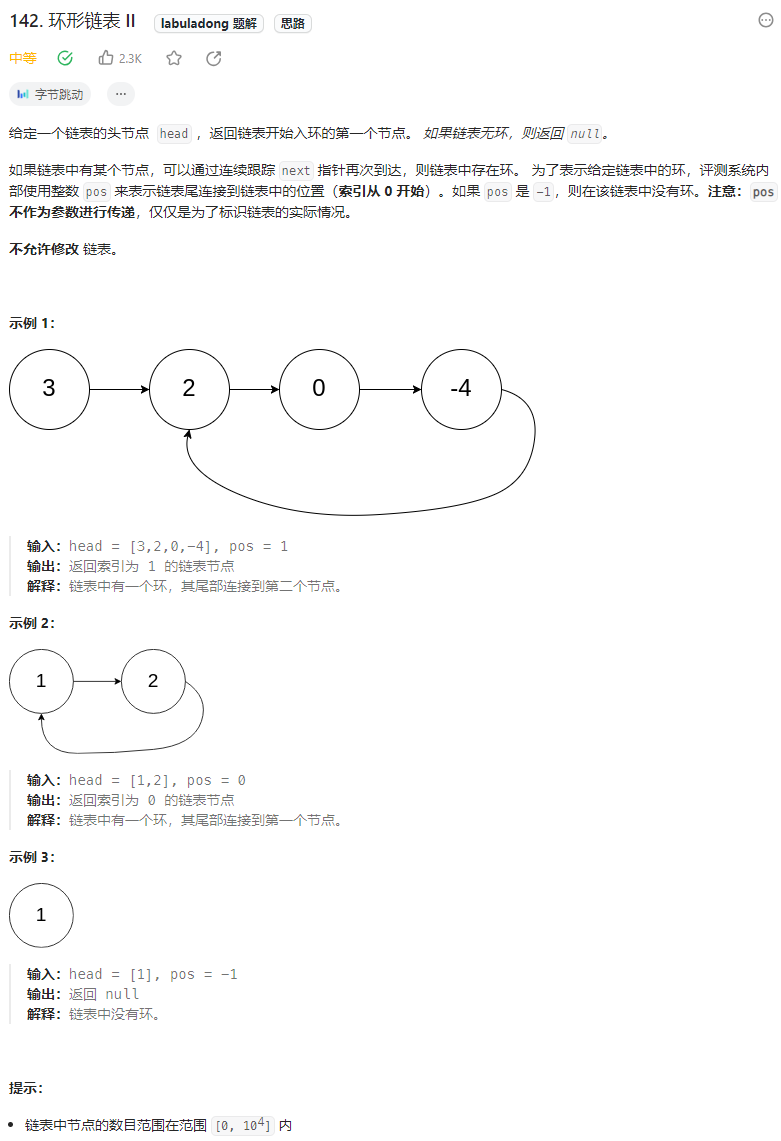 142. 环形链表 II labuladong 题解 思路
中等 2.3K
字节跳动 ...
给定一个链表的头节点 head ，返回链表开始入环的第一个节点。 如果链表无环，则返回 null。
如果链表中有某个节点，可以通过连续跟踪 next 指针再次到达，则链表中存在环。 为了表示给定链表中的环，评测系统内
部使用整数 pos 来表示链表尾连接到链表中的位置（索引从 0 开始）。如果 pos 是 -1，则在该链表中没有环。注意：pos
不作为参数进行传递，仅仅是为了标识链表的实际情况。
不允许修改 链表。
示例 1：
3 2 0 -4
输入：head = [3,2,0,-4], pos = 1
输出：返回索引为 1 的链表节点
解释：链表中有一个环，其尾部连接到第二个节点。
示例 2：
1 2
输入：head = [1,2], pos = 0
输出：返回索引为 0 的链表节点
解释：链表中有一个环，其尾部连接到第一个节点。
示例 3：
1
输入：head = [1], pos = -1
输出：返回 null
解释：链表中没有环。
提示：
• 链表中节点的数目范围在范围 [0, 10⁴] 内